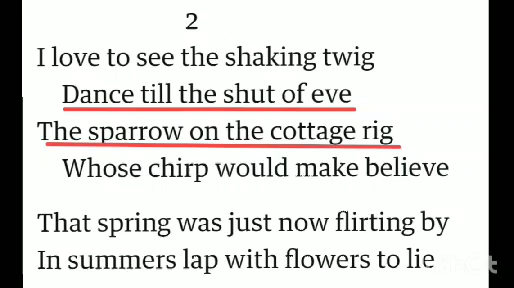 2
I love to see the shaking twig
Dance till the shut of eve
The sparrow on the cottage rig
Whose chirp would make believe
That spring was just now flirting by
In summers lap with flowers to lie